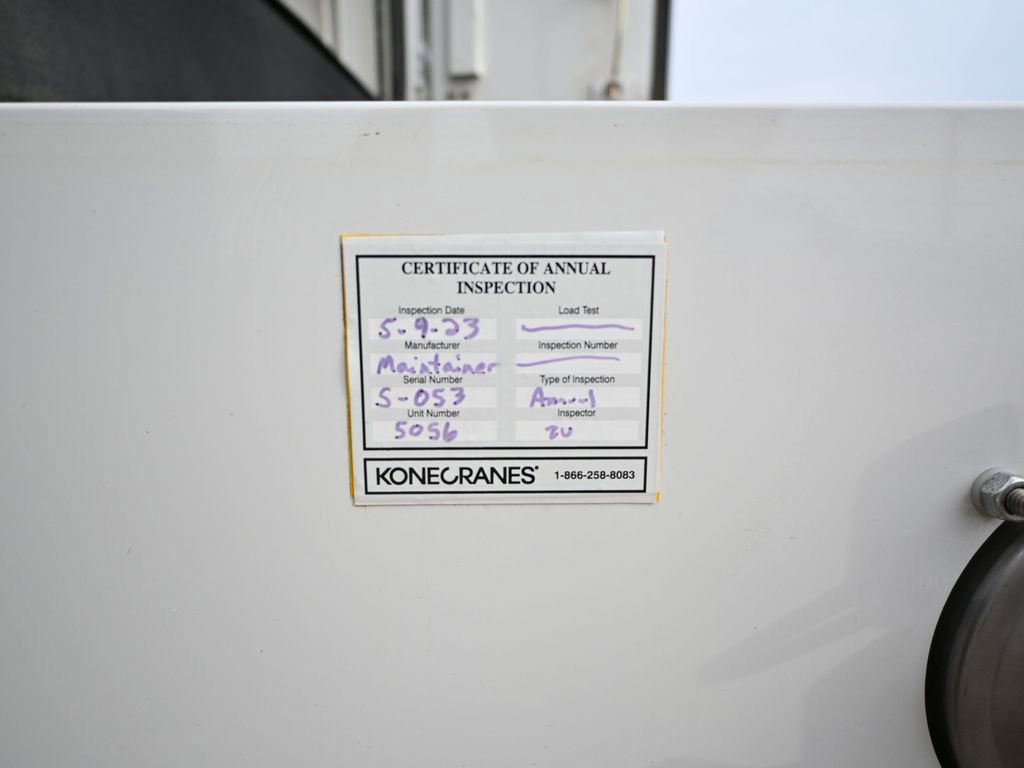 CERTIFICATE OF ANNUAL
INSPECTION
Inspection Date
5-9-23
Load Test
Manufacturer
Maintainer
Inspection Number
Serial Number
S-053
Type of Inspection
Annual
Unit Number
5056
Inspector
KONECRANES
1-866-258-8083